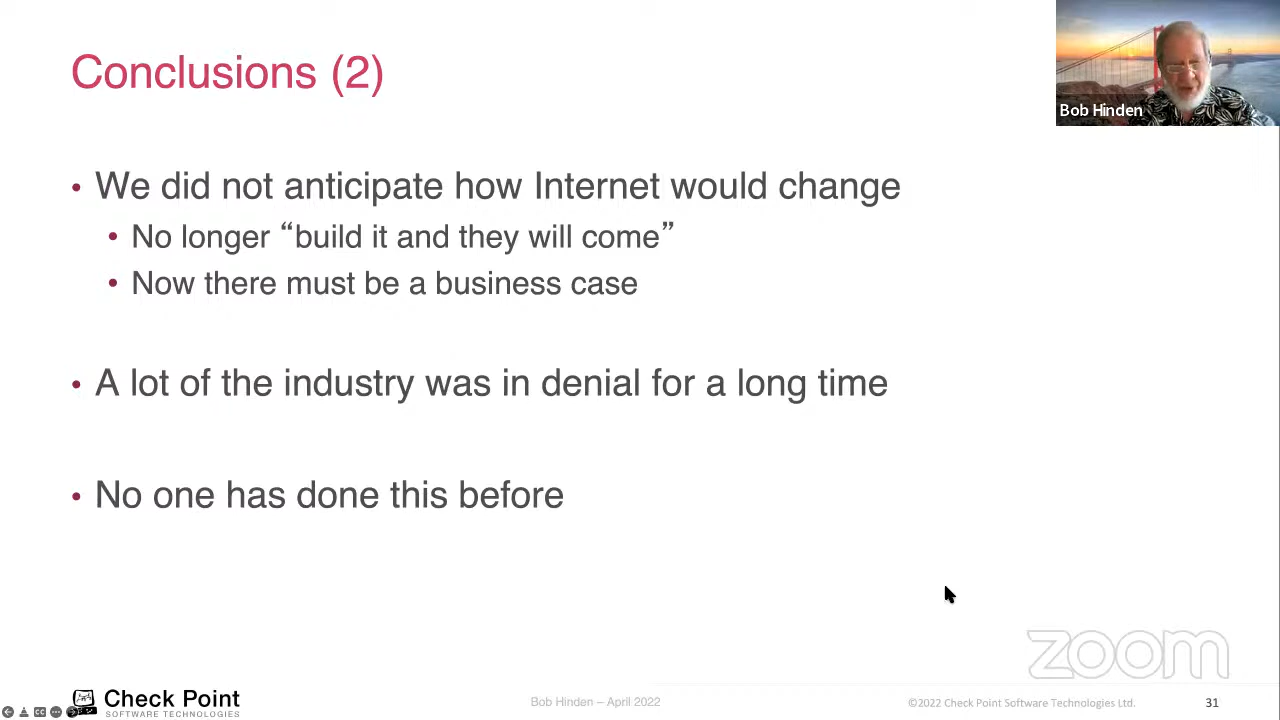 Conclusions (2)
Bob Hinden
• We did not anticipate how Internet would change
• No longer “build it and they will come”
• Now there must be a business case
• A lot of the industry was in denial for a long time
• No one has done this before
zoom
Check Point
SOFTWARE TECHNOLOGIES
Bob Hinden – April 2022
©2022 Check Point Software Technologies Ltd.
31